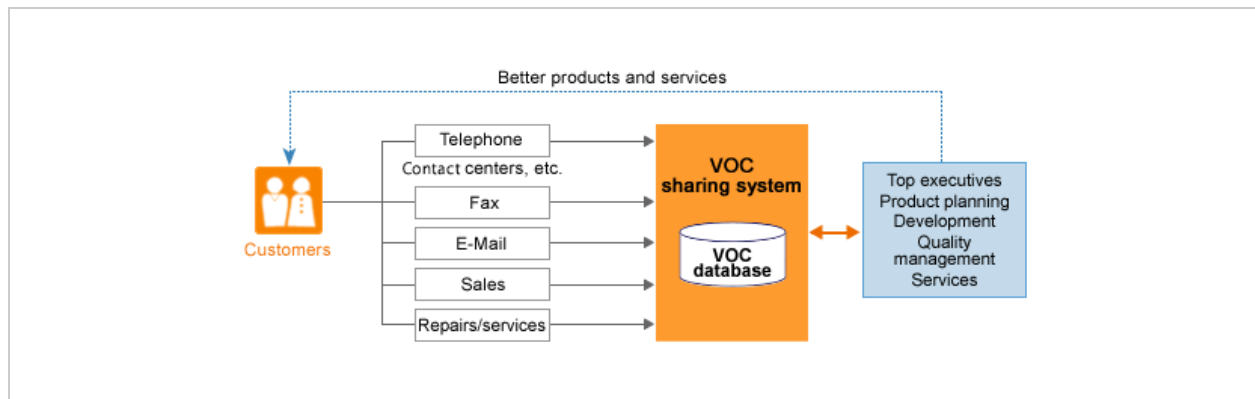 Better products and services
Telephone
Contact centers, etc.
Fax
E-Mail
Sales
Repairs/services
Customers
VOC
sharing system
VOC
database
Top executives
Product planning
Development
Quality
management
Services